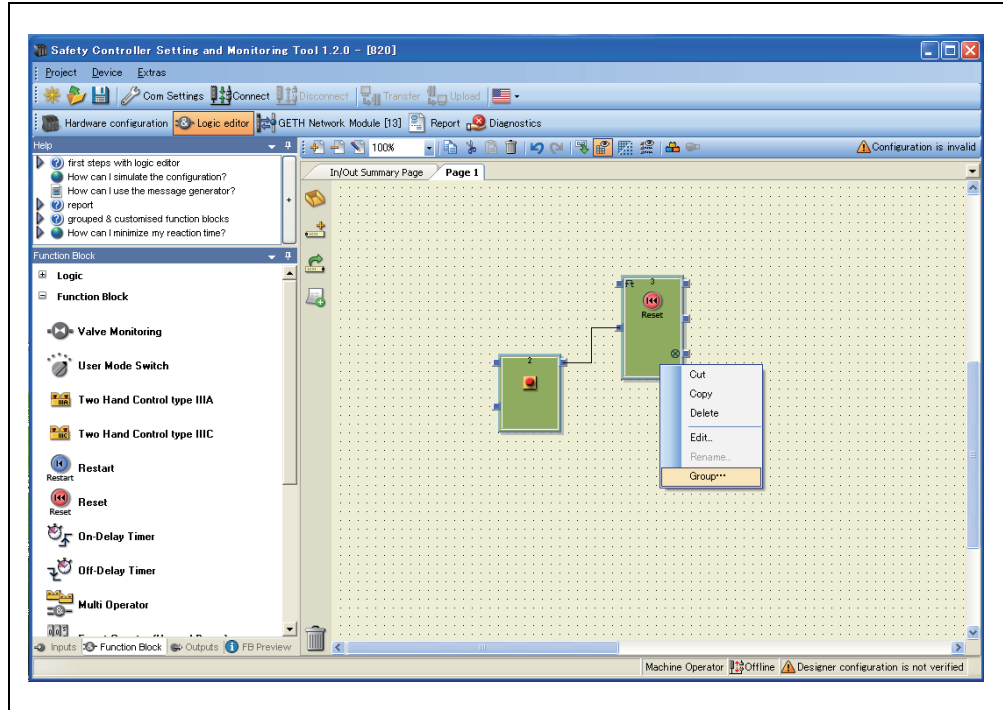 Safety Controller Setting and Monitoring Tool 1.2.0 - [820]
Project Device Extras
Com Settings Connect Disconnect Transfer Upload
Hardware configuration Logic editor GETH Network Module [13] Report Diagnostics
Help
100%
Configuration is invalid
first steps with logic editor
How can I simulate the configuration?
How can I use the message generator?
report
grouped & customised function blocks
How can I minimize my reaction time?
In/Out Summary Page Page 1
Function Block
Logic
Function Block
Valve Monitoring
User Mode Switch
IIIA Two Hand Control type IIIA
IIIC Two Hand Control type IIIC
Restart
Restart
Reset
Reset
On-Delay Timer
Off-Delay Timer
Multi Operator
3
Reset
2
Cut
Copy
Delete
Edit...
Rename...
Group···
Inputs Function Block Outputs FB Preview
Machine Operator Offline Designer configuration is not verified